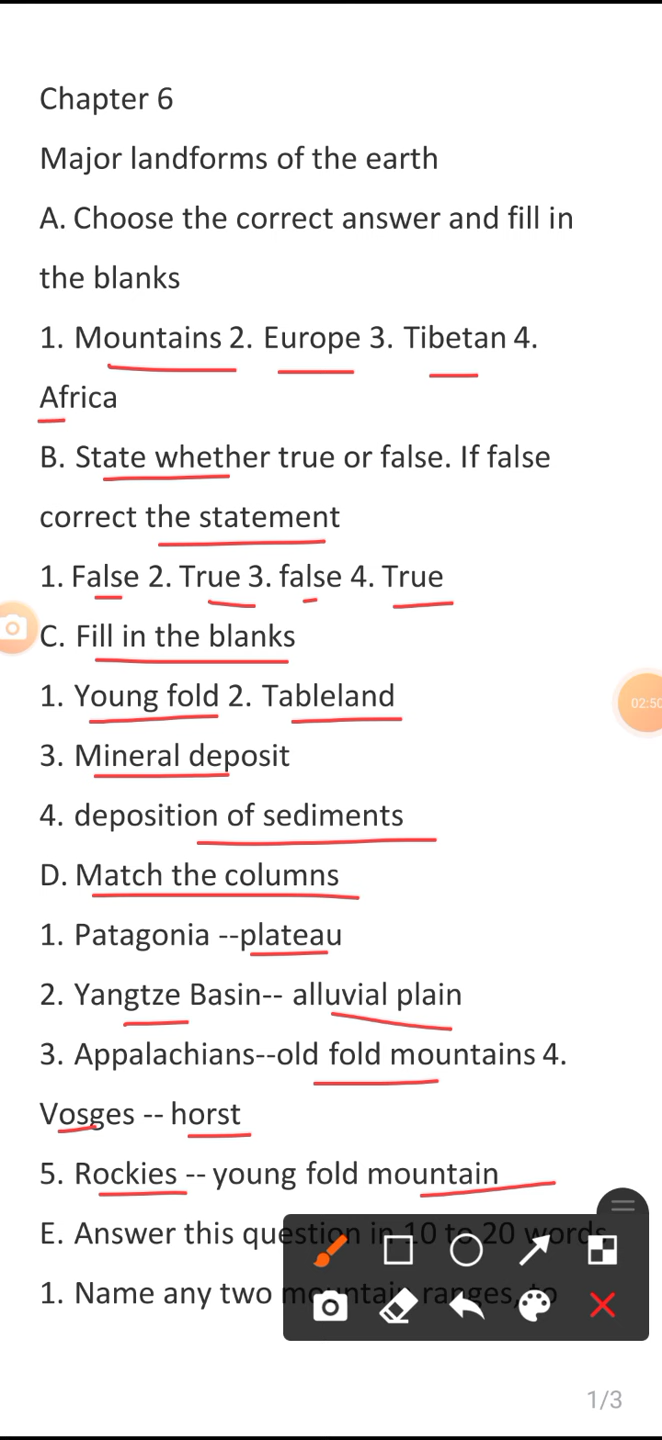 Chapter 6
Major landforms of the earth
A. Choose the correct answer and fill in
the blanks
1. Mountains 2. Europe 3. Tibetan 4.
Africa
B. State whether true or false. If false
correct the statement
1. False 2. True 3. false 4. True
C. Fill in the blanks
1. Young fold 2. Tableland
3. Mineral deposit
4. deposition of sediments
D. Match the columns
1. Patagonia --plateau
2. Yangtze Basin-- alluvial plain
3. Appalachians--old fold mountains 4.
Vosges -- horst
5. Rockies -- young fold mountain
E. Answer this question in 10 to 20 words
1. Name any two mountain ranges, to
02:50
1/3